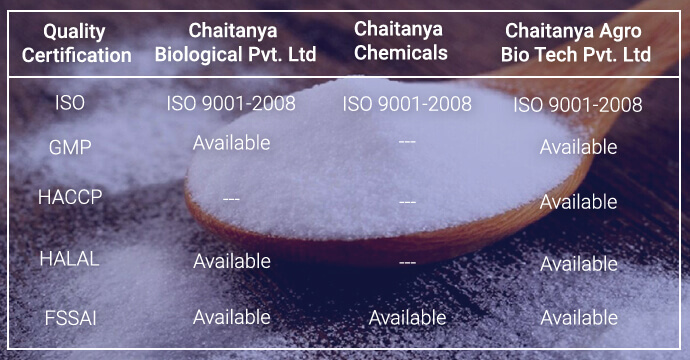 Quality Certification Chaitanya Biological Pvt. Ltd Chaitanya Chemicals Chaitanya Agro Bio Tech Pvt. Ltd
ISO ISO 9001-2008 ISO 9001-2008 ISO 9001-2008
GMP Available --- Available
HACCP --- --- Available
HALAL Available --- Available
FSSAI Available Available Available